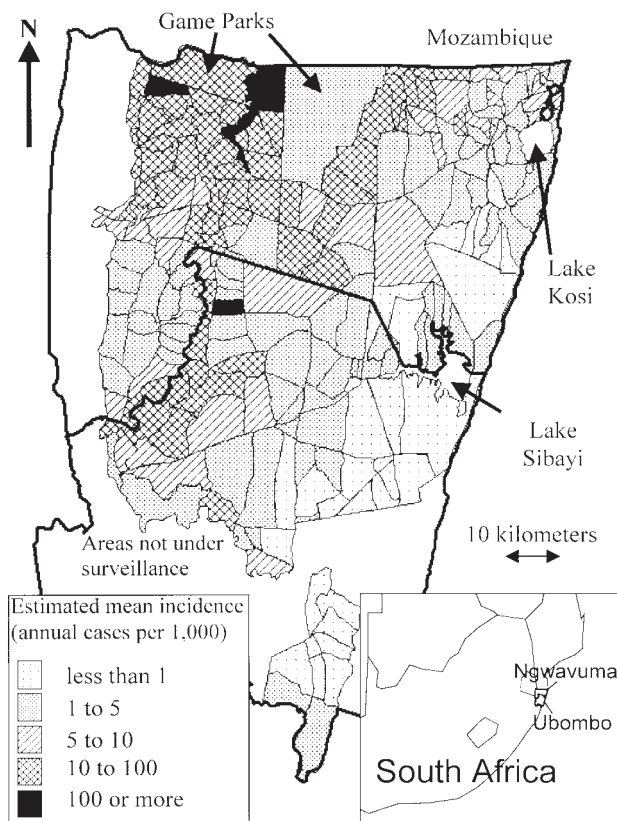 N
Game Parks
Mozambique
Lake
Kosi
Lake
Sibayi
Areas not under
surveillance
10 kilometers
Estimated mean incidence
(annual cases per 1,000)
less than 1
1 to 5
5 to 10
10 to 100
100 or more
Ngwavuma
Ubombo
South Africa